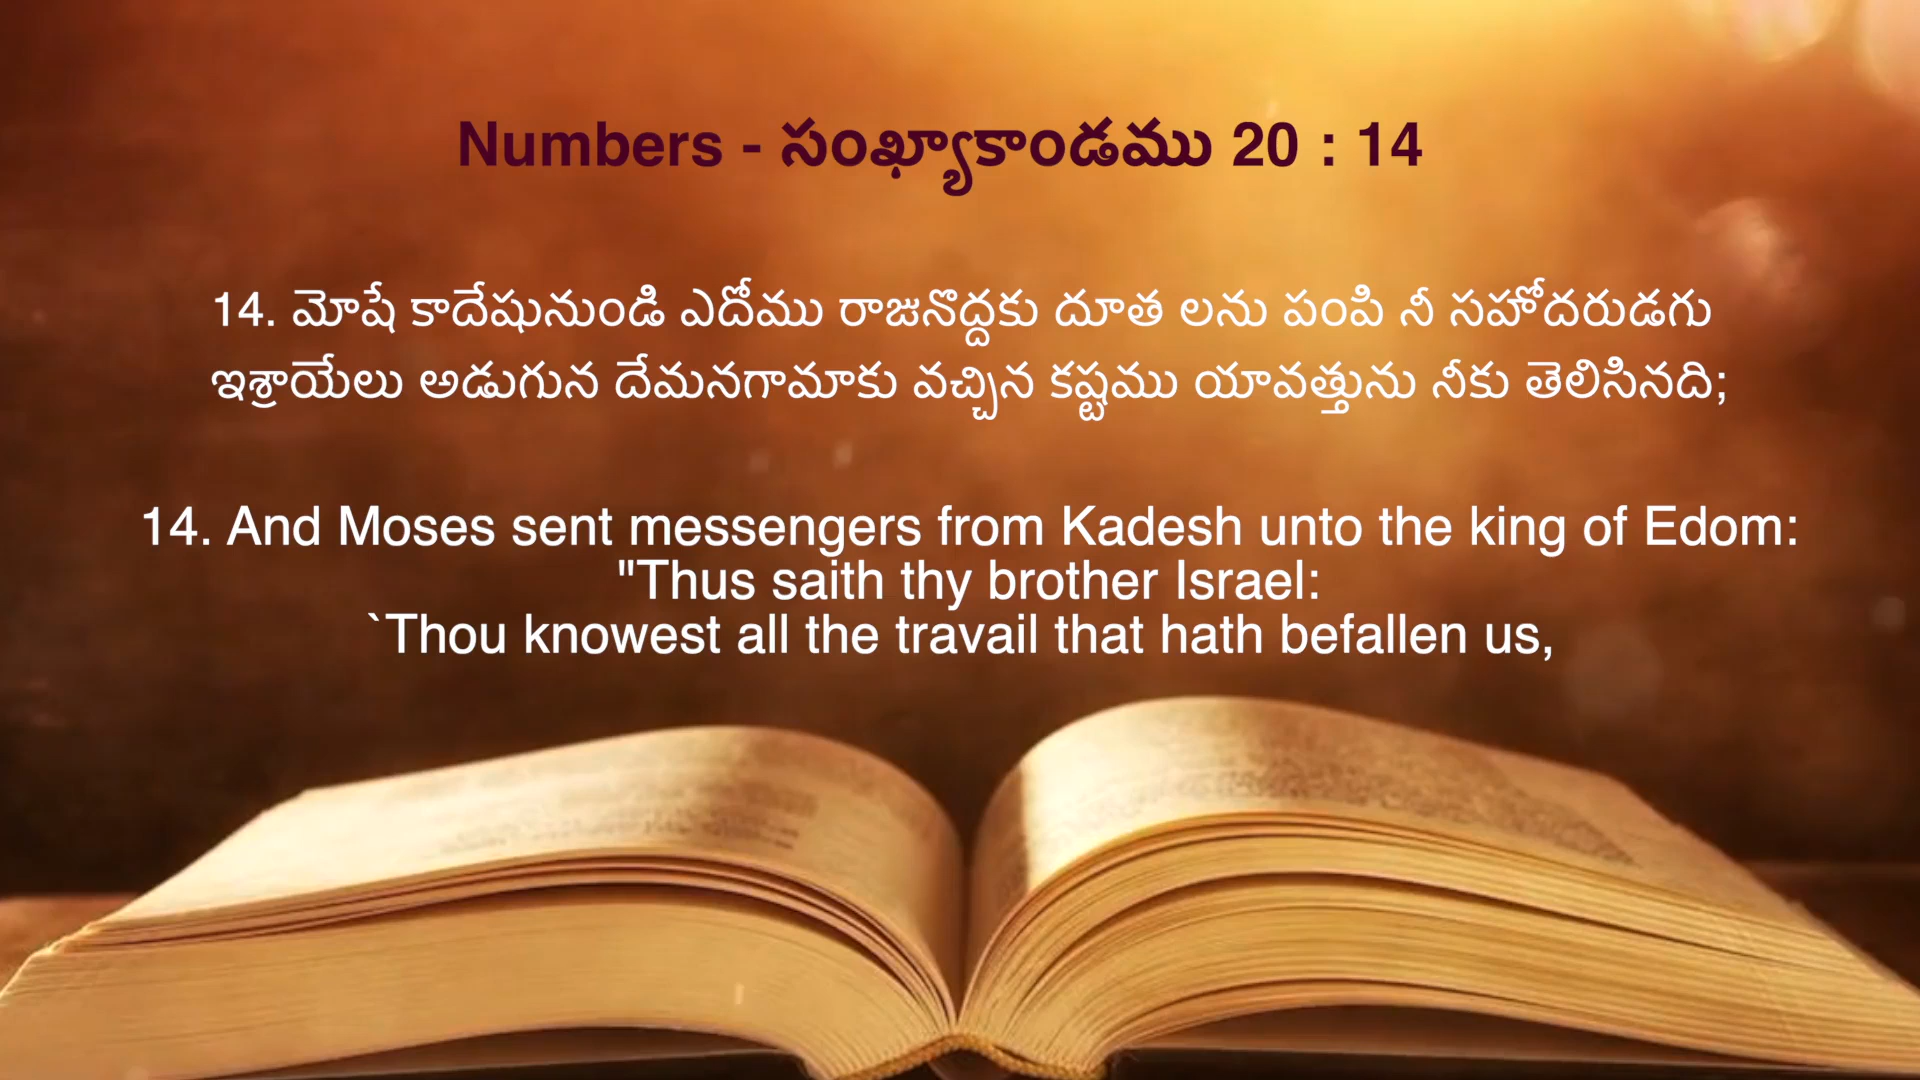 Numbers - సంఖ్యాకాండము 20 : 14
14. మోషే కాదేషునుండి ఎదోము రాజునొద్దకు దూత లను పంపి నీ సహోదరుడగు
ఇశ్రాయేలు అడుగున దేమనగామాకు వచ్చిన కష్టము యావత్తును నీకు తెలిసినది;
14. And Moses sent messengers from Kadesh unto the king of Edom:
"Thus saith thy brother Israel:
`Thou knowest all the travail that hath befallen us,